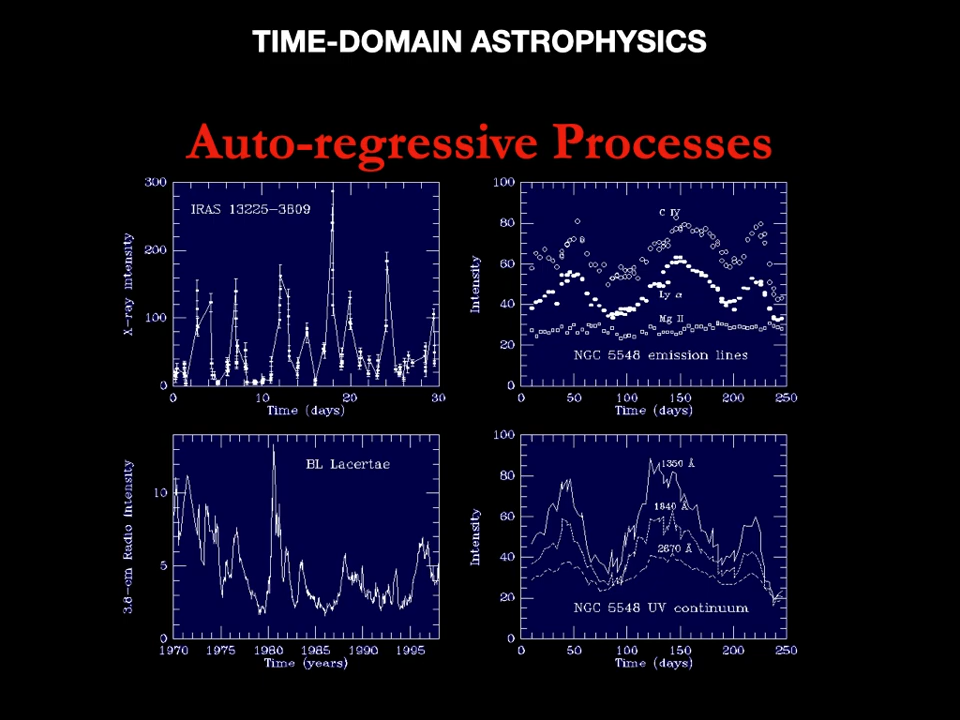 TIME-DOMAIN ASTROPHYSICS
Auto-regressive Processes
300
200
100
0
X-ray intensity
IRAS 13225-3809
0 10 20 30
Time (days)
100
80
60
40
20
0
Intensity
C IV
Ly α
Mg II
NGC 5548 emission lines
0 50 100 150 200 250
Time (days)
10
5
0
3.8-cm Radio Intensity
BL Lacertae
1970 1975 1980 1985 1990 1995
Time (years)
100
80
60
40
20
0
Intensity
1350 Å
1840 Å
2670 Å
NGC 5548 UV continuum
0 50 100 150 200 250
Time (days)